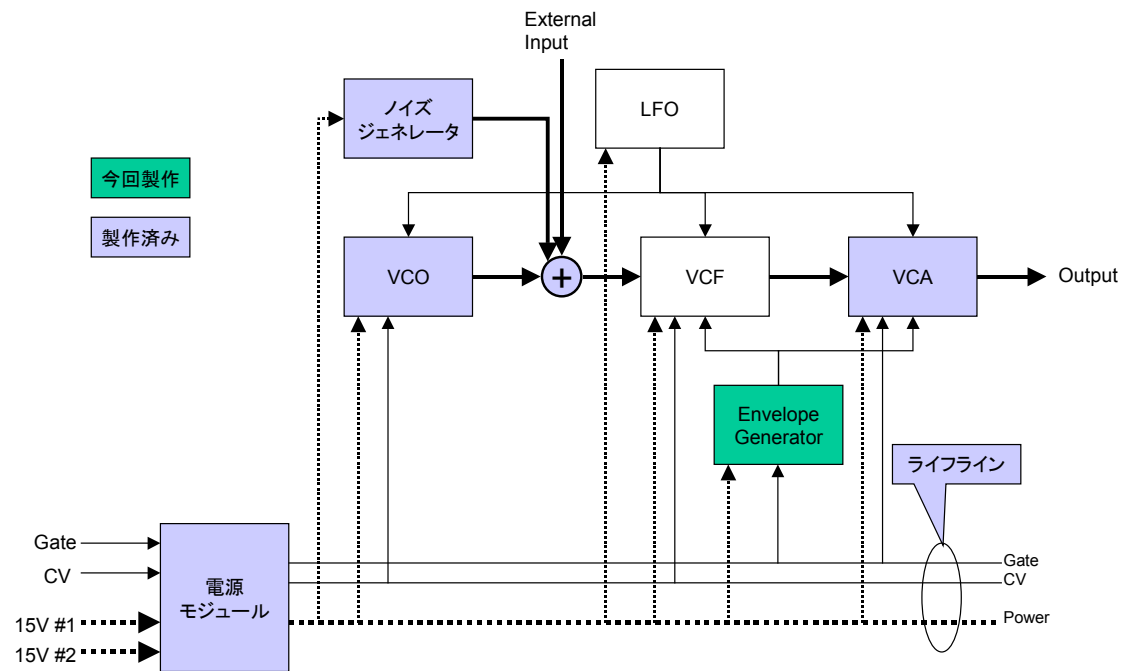 External
Input
ノイズ
ジェネレータ
LFO
今回製作
製作済み
VCO
+
VCF
VCA
Output
Envelope
Generator
ライフライン
Gate
CV
15V #1
15V #2
電源
モジュール
Gate
CV
Power